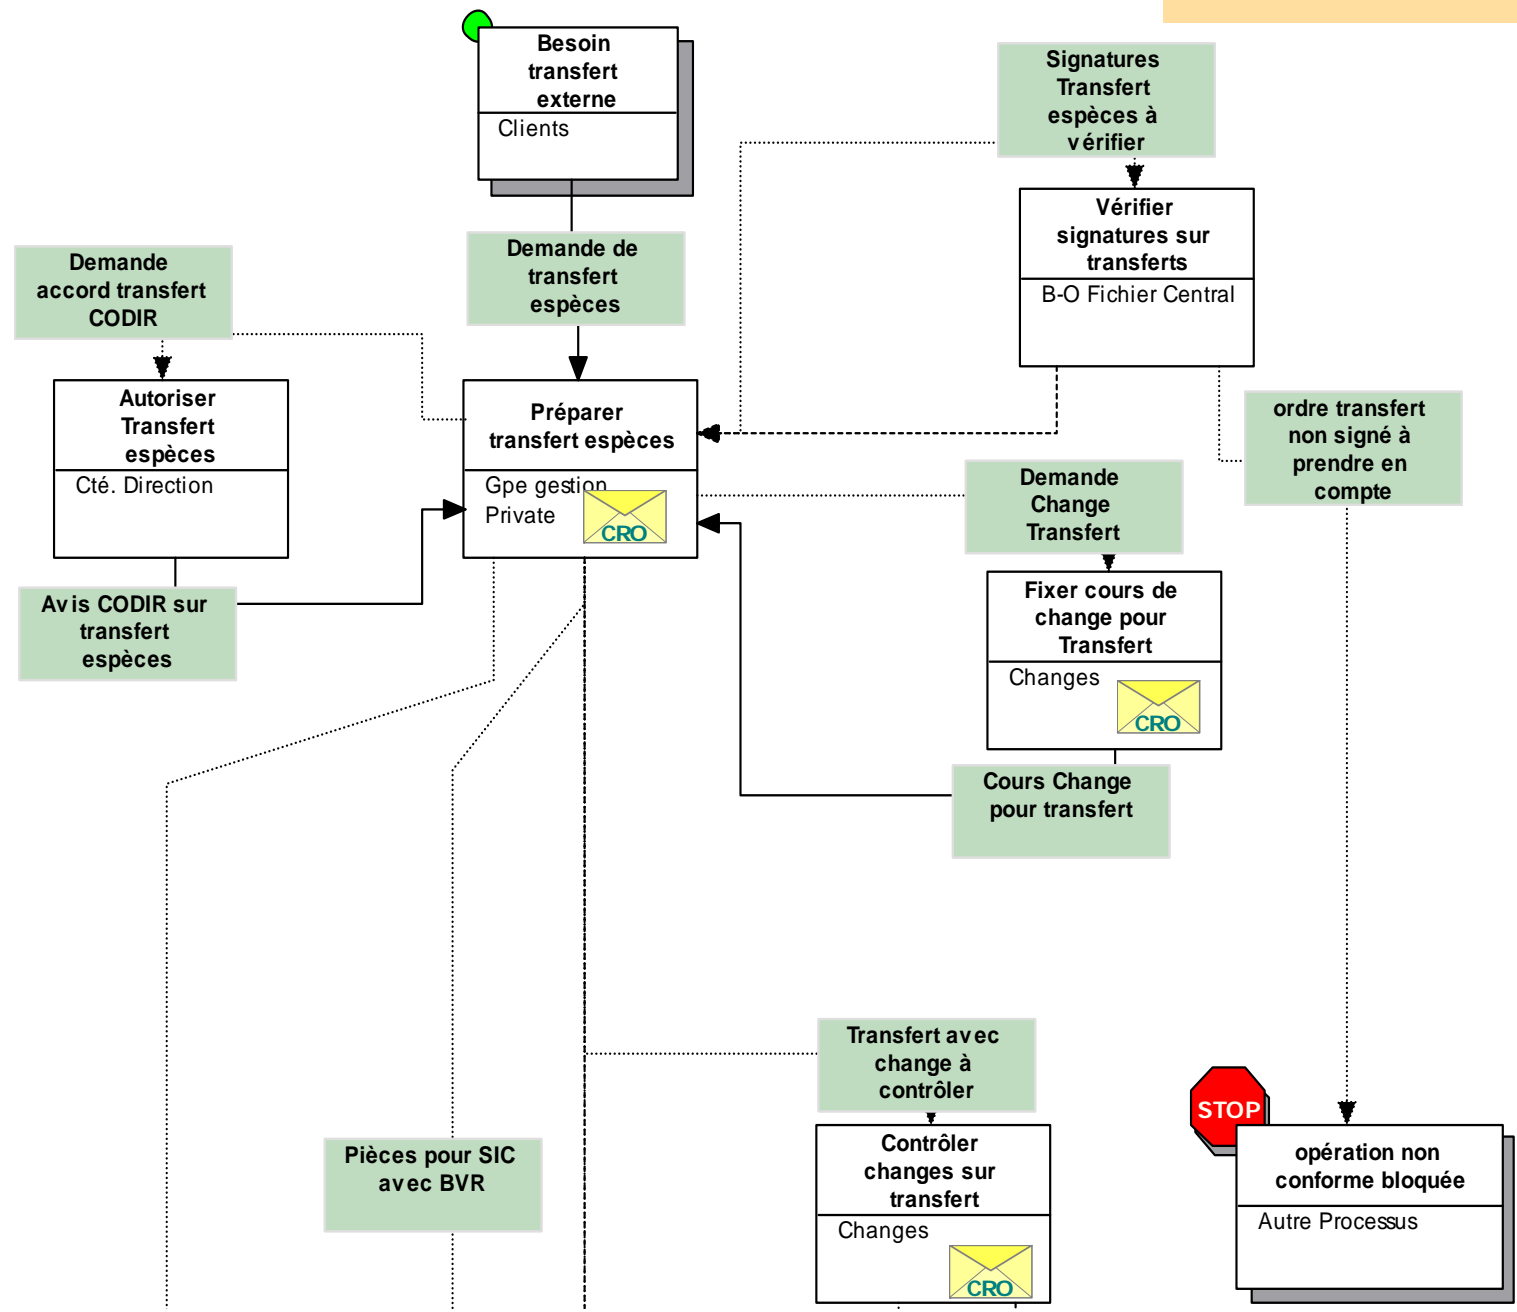 Besoin
transfert
externe
Clients
Signatures
Transfert
espèces à
vérifier
Vérifier
signatures sur
transferts
B-O Fichier Central
Demande
accord transfert
CODIR
Demande de
transfert
espèces
Autoriser
Transfert
espèces
Cté. Direction
Préparer
transfert espèces
Gpe gestion
Private
CRO
ordre transfert
non signé à
prendre en
compte
Demande
Change
Transfert
Avis CODIR sur
transfert
espèces
Fixer cours de
change pour
Transfert
Changes
CRO
Cours Change
pour transfert
Transfert avec
change à
contrôler
Pièces pour SIC
avec BVR
Contrôler
changes sur
transfert
Changes
CRO
STOP
opération non
conforme bloquée
Autre Processus